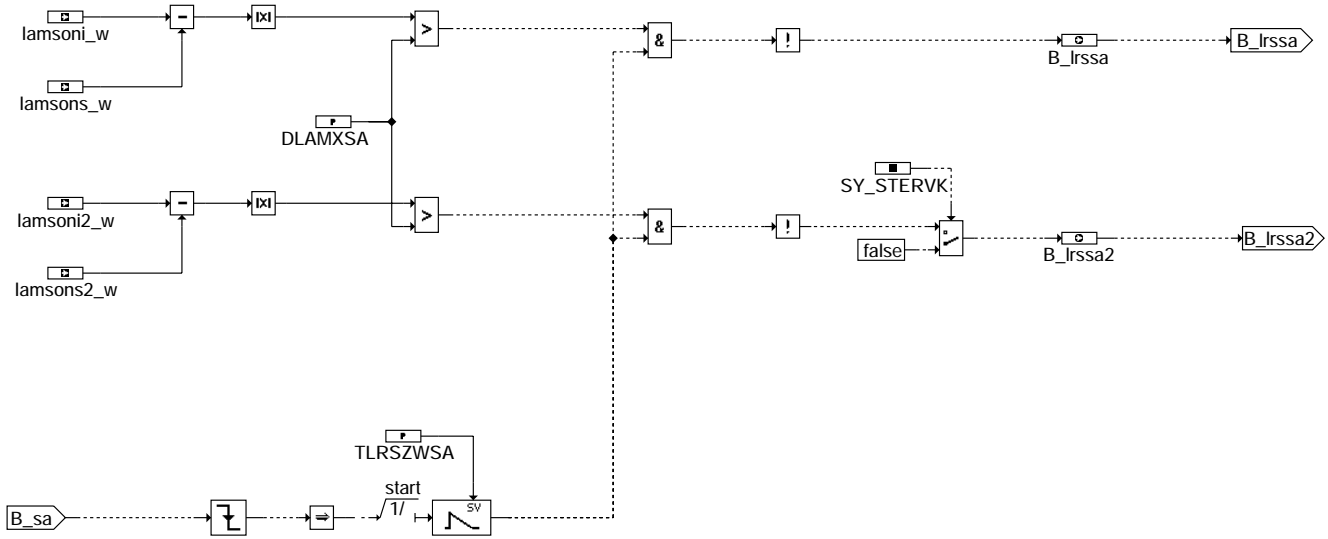 lamsoni_w
|X|
>
&
!
B_lrssa
B_lrssa
lamsons_w
P
DLAMXSA
SY_STERVK
lamsoni2_w
|X|
>
&
!
false
B_lrssa2
B_lrssa2
lamsons2_w
P
TLRSZWSA
start
1/
SV
B_sa